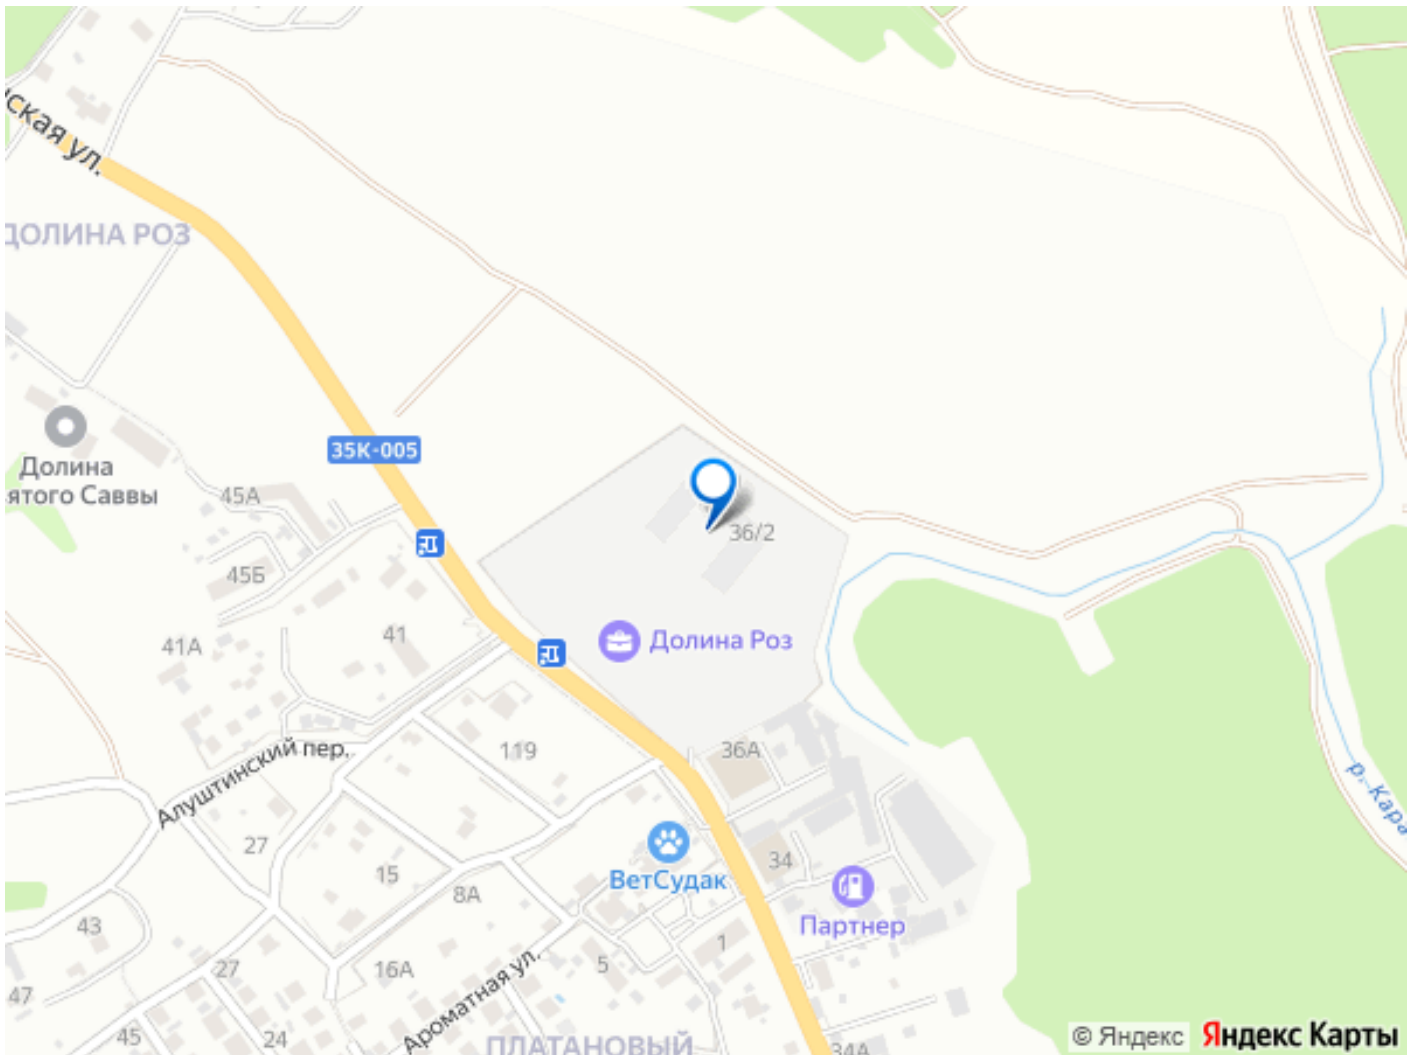 ская ул.
ДОЛИНА РОЗ
35К-005
Долина
ятого Саввы
45А
45Б
36/2
41А
41
Долина Роз
119
36А
Алуштинский пер.
27
15
8А
ВетСудак
34
Партнер
р. Кара
43
47
27
16А
Ароматная ул.
5
1
45
24
ПЛАТАНОВЫЙ
34А
© Яндекс
Яндекс Карты